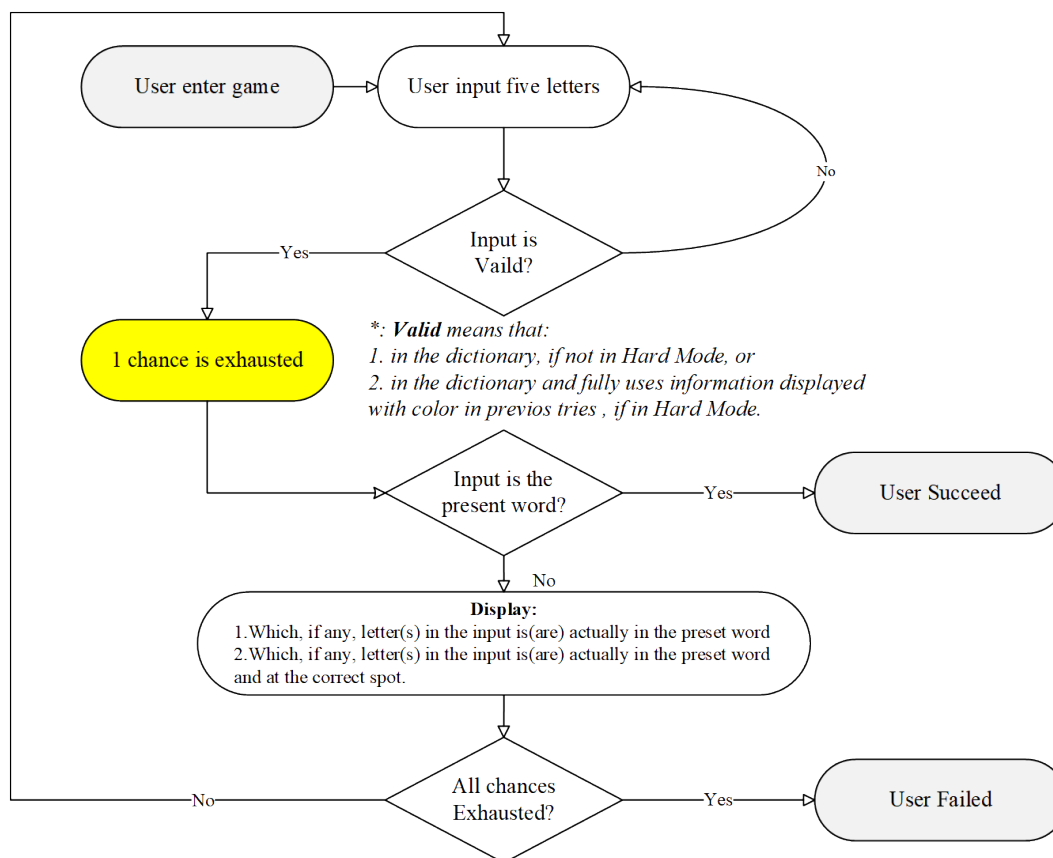 User enter game
User input five letters
No
Input is
Vaild?
Yes
1 chance is exhausted
*: Valid means that:
1. in the dictionary, if not in Hard Mode, or
2. in the dictionary and fully uses information displayed
with color in previos tries , if in Hard Mode.
Input is the
present word?
Yes
User Succeed
No
Display:
1.Which, if any, letter(s) in the input is(are) actually in the preset word
2.Which, if any, letter(s) in the input is(are) actually in the preset word
and at the correct spot.
All chances
Exhausted?
No
Yes
User Failed